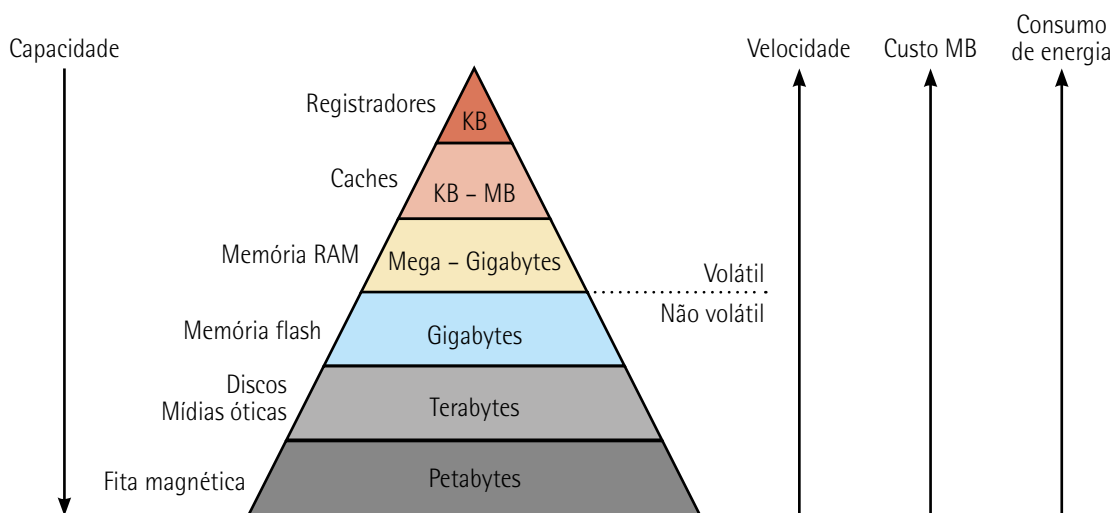 Capacidade
Velocidade
Custo MB
Consumo
de energia
Registradores
KB
Caches
KB – MB
Memória RAM
Mega – Gigabytes
Volátil
Não volátil
Memória flash
Gigabytes
Discos
Mídias óticas
Terabytes
Fita magnética
Petabytes